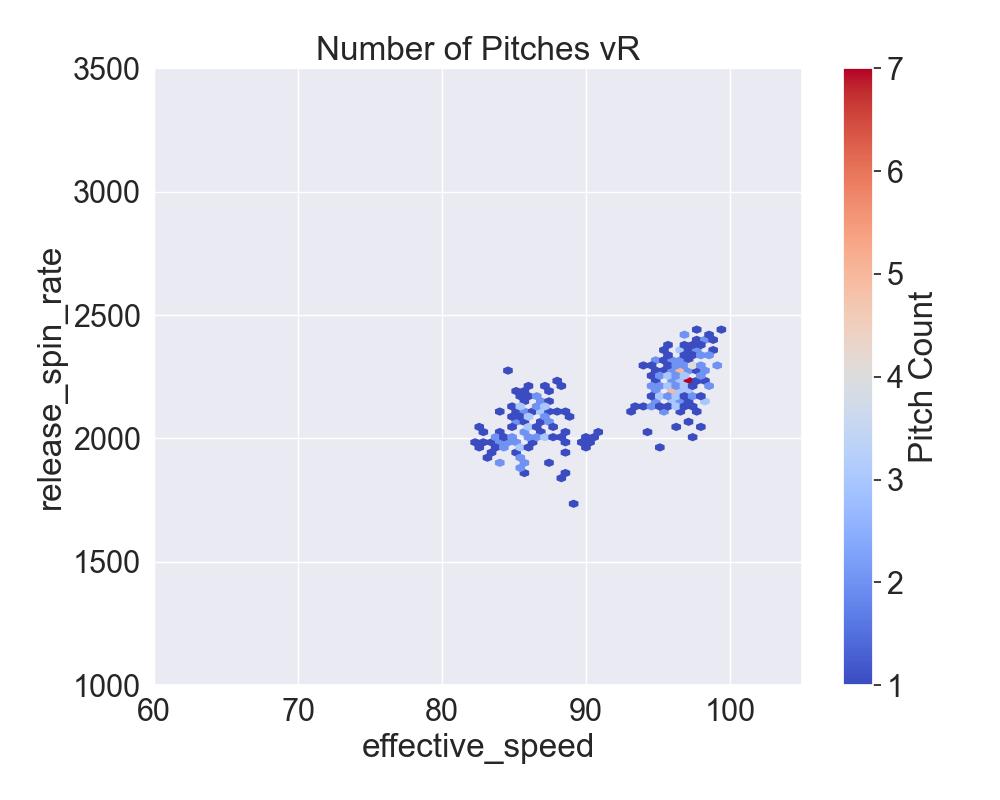 Number of Pitches vR
3500
3000
2500
2000
1500
1000
release_spin_rate
60 70 80 90 100
effective_speed
7
6
5
4
3
2
1
Pitch Count